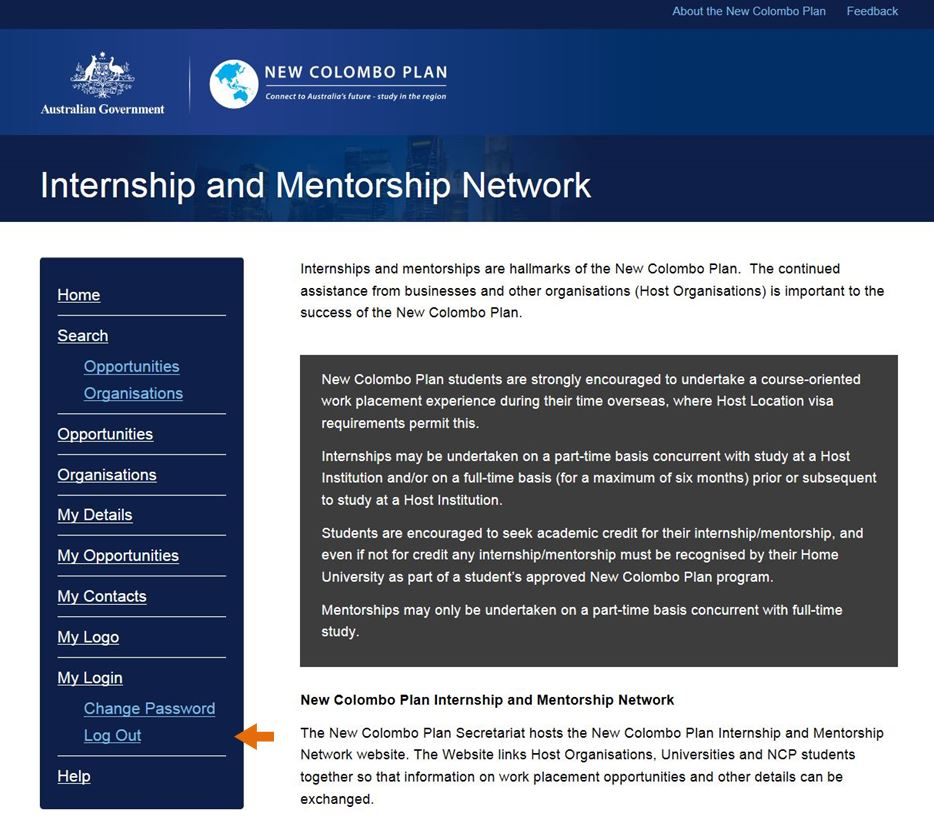 About the New Colombo Plan Feedback
Australian Government
NEW COLOMBO PLAN
Connect to Australia's future - study in the region
Internship and Mentorship Network
Home
Search
Opportunities
Organisations
Opportunities
Organisations
My Details
My Opportunities
My Contacts
My Logo
My Login
Change Password
Log Out
Help
Internships and mentorships are hallmarks of the New Colombo Plan. The continued
assistance from businesses and other organisations (Host Organisations) is important to the
success of the New Colombo Plan.
New Colombo Plan students are strongly encouraged to undertake a course-oriented
work placement experience during their time overseas, where Host Location visa
requirements permit this.
Internships may be undertaken on a part-time basis concurrent with study at a Host
Institution and/or on a full-time basis (for a maximum of six months) prior or subsequent
to study at a Host Institution.
Students are encouraged to seek academic credit for their internship/mentorship, and
even if not for credit any internship/mentorship must be recognised by their Home
University as part of a student's approved New Colombo Plan program.
Mentorships may only be undertaken on a part-time basis concurrent with full-time
study.
New Colombo Plan Internship and Mentorship Network
The New Colombo Plan Secretariat hosts the New Colombo Plan Internship and Mentorship
Network website. The Website links Host Organisations, Universities and NCP students
together so that information on work placement opportunities and other details can be
exchanged.